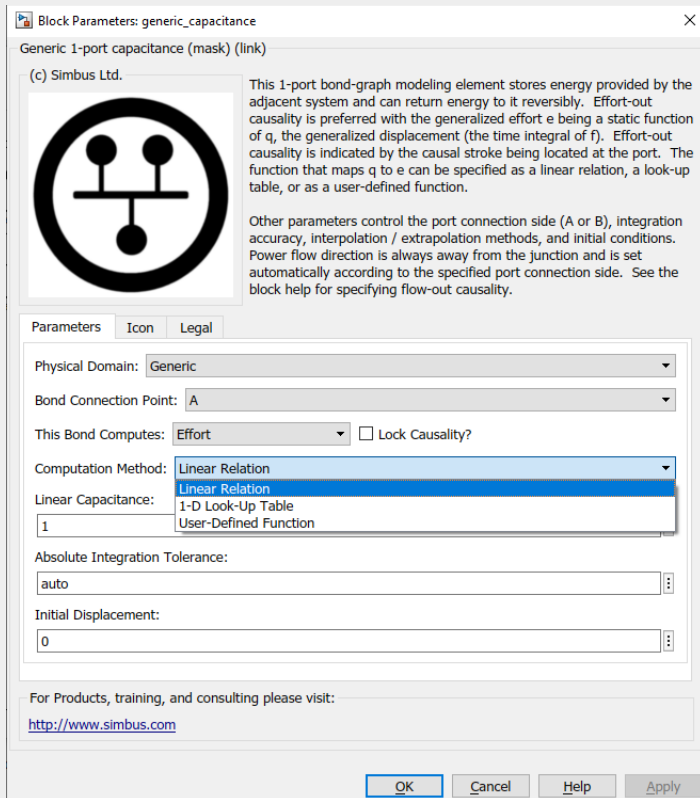 Block Parameters: generic_capacitance
Generic 1-port capacitance (mask) (link)
(c) Simbus Ltd.
This 1-port bond-graph modeling element stores energy provided by the
adjacent system and can return energy to it reversibly. Effort-out
causality is preferred with the generalized effort e being a static function
of q, the generalized displacement (the time integral of f). Effort-out
causality is indicated by the causal stroke being located at the port. The
function that maps q to e can be specified as a linear relation, a look-up
table, or as a user-defined function.
Other parameters control the port connection side (A or B), integration
accuracy, interpolation / extrapolation methods, and initial conditions.
Power flow direction is always away from the junction and is set
automatically according to the specified port connection side. See the
block help for specifying flow-out causality.
Parameters Icon Legal
Physical Domain: Generic
Bond Connection Point: A
This Bond Computes: Effort Lock Causality?
Computation Method: Linear Relation
Linear Relation
1-D Look-Up Table
User-Defined Function
Linear Capacitance:
1
Absolute Integration Tolerance:
auto
Initial Displacement:
0
For Products, training, and consulting please visit:
http://www.simbus.com
OK Cancel Help Apply